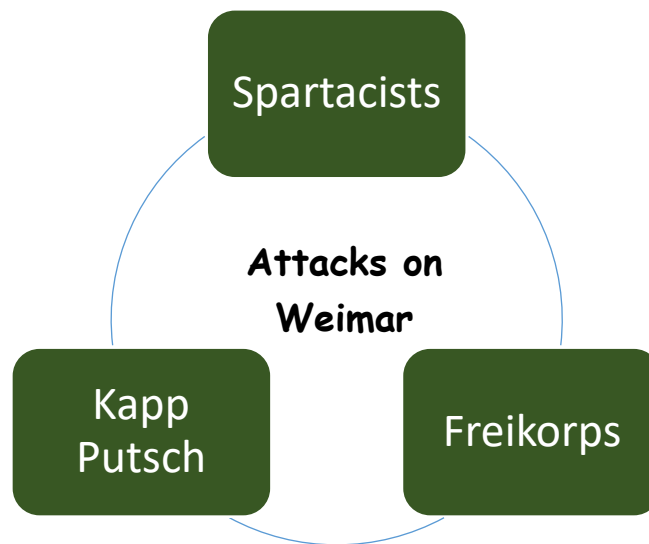 Spartacists
Attacks on
Weimar
Kapp
Putsch
Freikorps